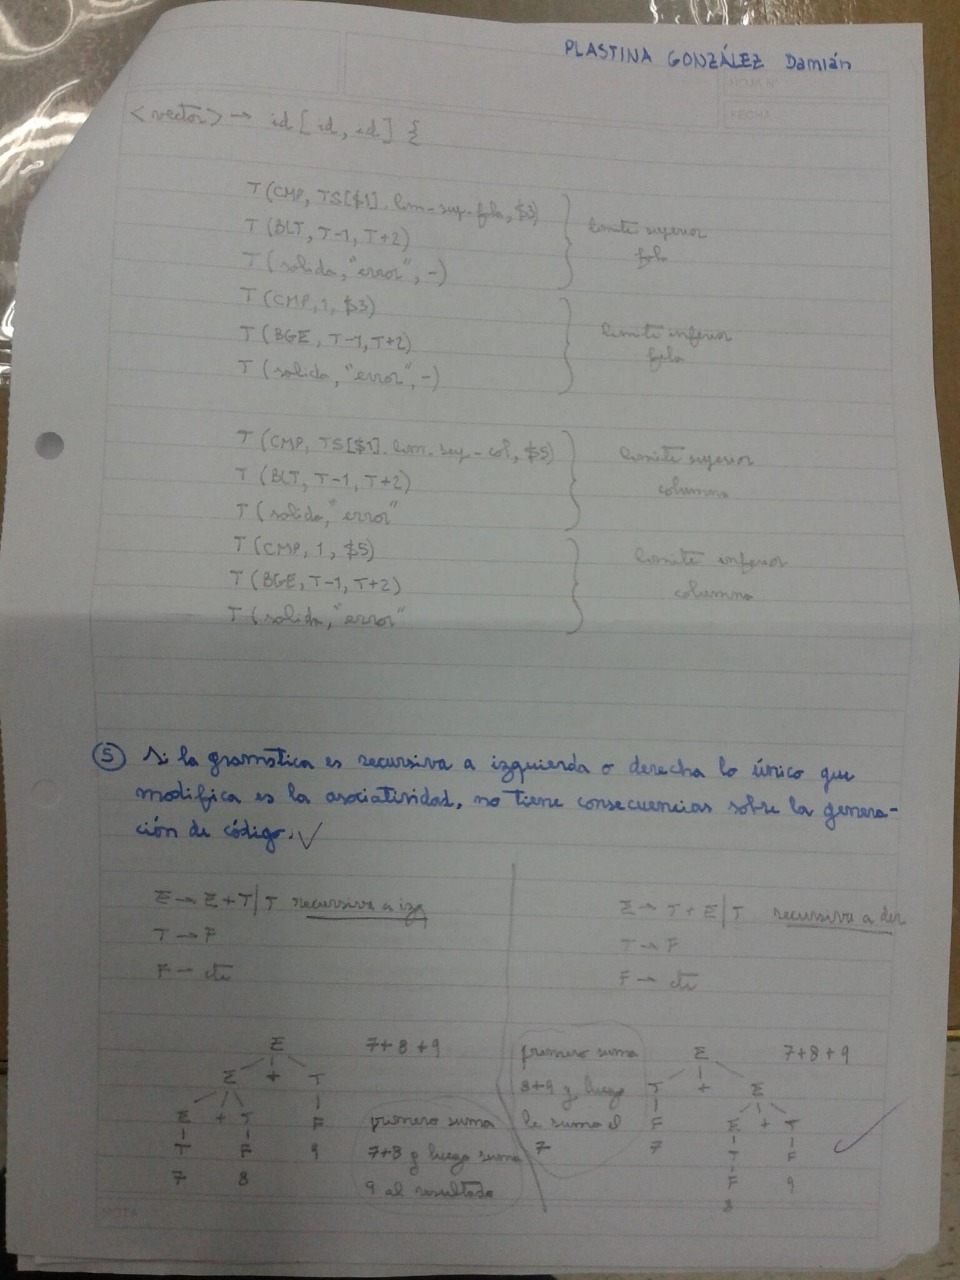 PLASTINA GONZÁLEZ Damián
HOJA N°
FECHA
<vector> → id [id, id] {
T (CMP, TS[$1]. lim-sup-fila, $3)
T (BLT, T-1, T+2)
T (salida, "error", -)
limite superior
fila
T (CMP, 1, $3)
T (BGE, T-1, T+2)
T (salida, "error", -)
limite inferior
fila
T (CMP, TS[$1]. lim-sup-col, $5)
T (BLT, T-1, T+2)
T (salida, "error"
limite superior
columna
T (CMP, 1, $5)
T (BGE, T-1, T+2)
T (salida, "error"
limite inferior
columna
5 Si la gramática es recursiva a izquierda o derecha lo único que
modifica es la asociatividad, no tiene consecuencias sobre la genera-
ción de código.
E → E + T | T recursiva a izq
T → F
F → cte
E
E + T
E + T F
T F 9
7 8
7+8+9
primero suma
7+8 y luego suma
9 al resultado
E → T + E | T recursiva a der
T → F
F → cte
primero suma
8+9 y luego
le suma el
7
E
T + E
F E + T
7 T F
F 9
8
7+8+9
NOTA